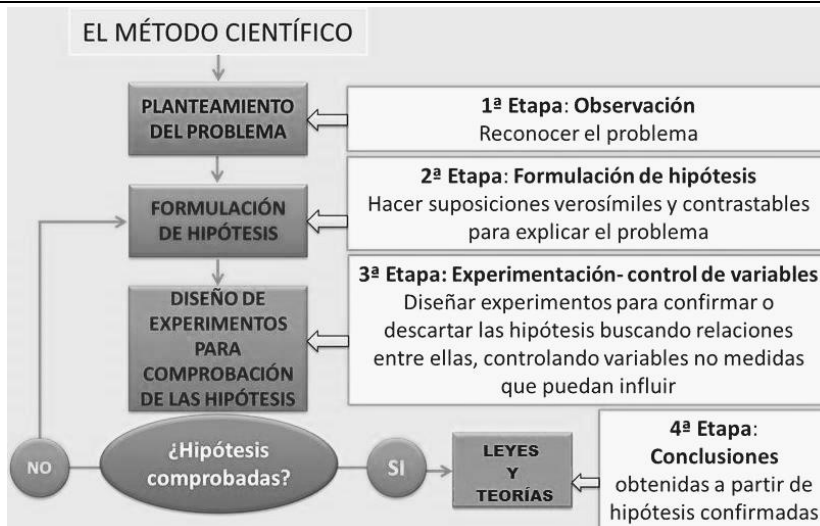 EL MÉTODO CIENTÍFICO
PLANTEAMIENTO
DEL PROBLEMA
1ª Etapa: Observación
Reconocer el problema
FORMULACIÓN
DE HIPÓTESIS
2ª Etapa: Formulación de hipótesis
Hacer suposiciones verosímiles y contrastables
para explicar el problema
DISEÑO DE
EXPERIMENTOS
PARA
COMPROBACIÓN
DE LAS HIPÓTESIS
3ª Etapa: Experimentación- control de variables
Diseñar experimentos para confirmar o
descartar las hipótesis buscando relaciones
entre ellas, controlando variables no medidas
que puedan influir
NO
¿Hipótesis
comprobadas?
SI
LEYES
Y
TEORÍAS
4ª Etapa:
Conclusiones
obtenidas a partir de
hipótesis confirmadas